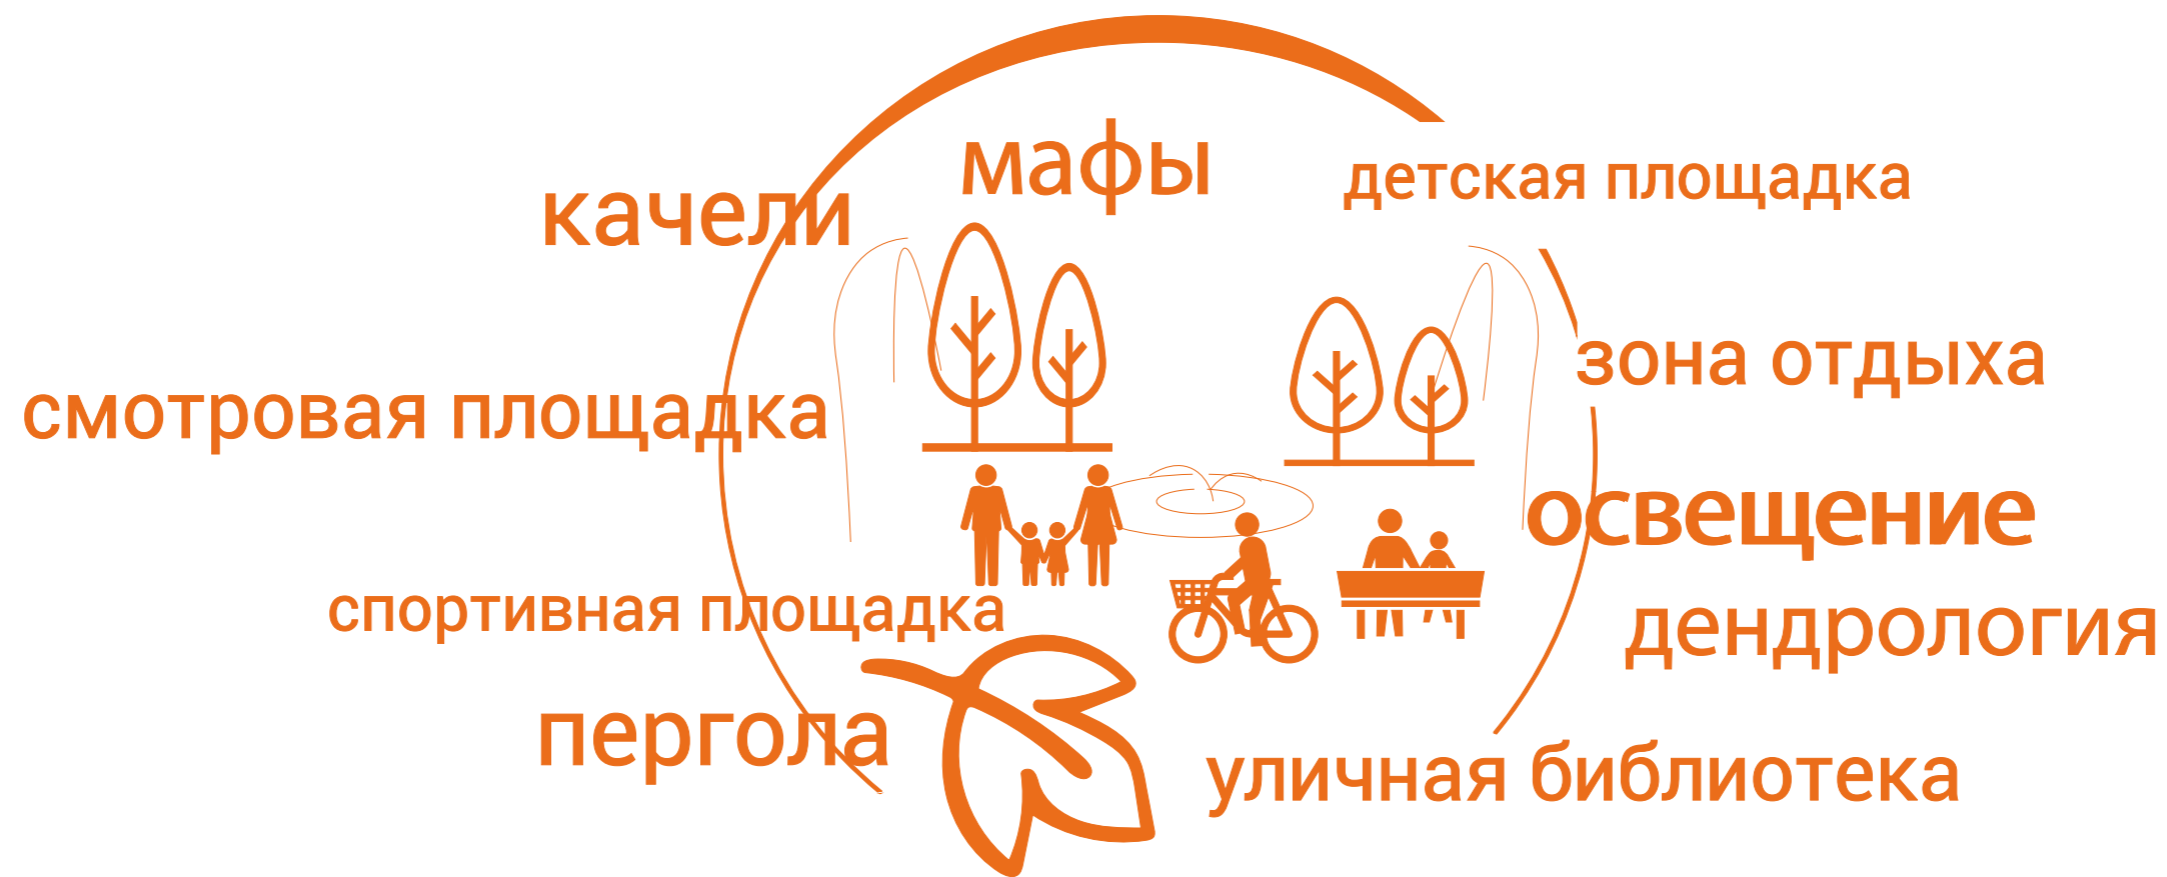 мафы
детская площадка
качели
зона отдыха
смотровая площадка
освещение
спортивная площадка
дендрология
пергола
уличная библиотека